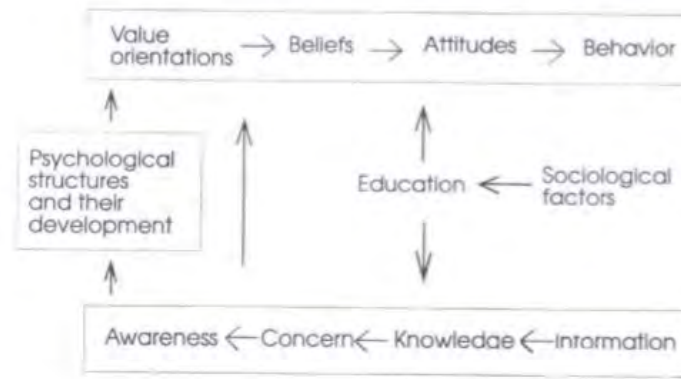 Value
orientations → Beliefs → Attitudes → Behavior
Psychological
structures
and their
development
Education ← Sociological
factors
Awareness ← Concern ← Knowledge ← Information